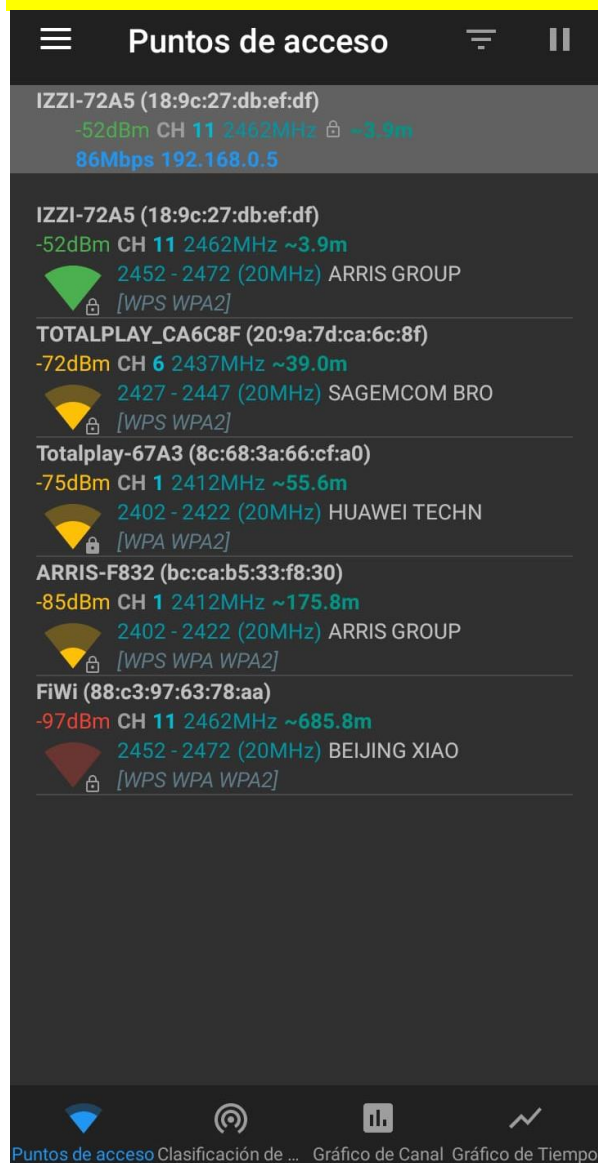 Puntos de acceso
IZZI-72A5 (18:9c:27:db:ef:df)
-52dBm CH 11 2462MHz ~3.9m
86Mbps 192.168.0.5
IZZI-72A5 (18:9c:27:db:ef:df)
-52dBm CH 11 2462MHz ~3.9m
2452 - 2472 (20MHz) ARRIS GROUP
[WPS WPA2]
TOTALPLAY_CA6C8F (20:9a:7d:ca:6c:8f)
-72dBm CH 6 2437MHz ~39.0m
2427 - 2447 (20MHz) SAGEMCOM BRO
[WPS WPA2]
Totalplay-67A3 (8c:68:3a:66:cf:a0)
-75dBm CH 1 2412MHz ~55.6m
2402 - 2422 (20MHz) HUAWEI TECHN
[WPA WPA2]
ARRIS-F832 (bc:ca:b5:33:f8:30)
-85dBm CH 1 2412MHz ~175.8m
2402 - 2422 (20MHz) ARRIS GROUP
[WPS WPA WPA2]
FiWi (88:c3:97:63:78:aa)
-97dBm CH 11 2462MHz ~685.8m
2452 - 2472 (20MHz) BEIJING XIAO
[WPS WPA WPA2]
Puntos de acceso Clasificación de ... Gráfico de Canal Gráfico de Tiempo